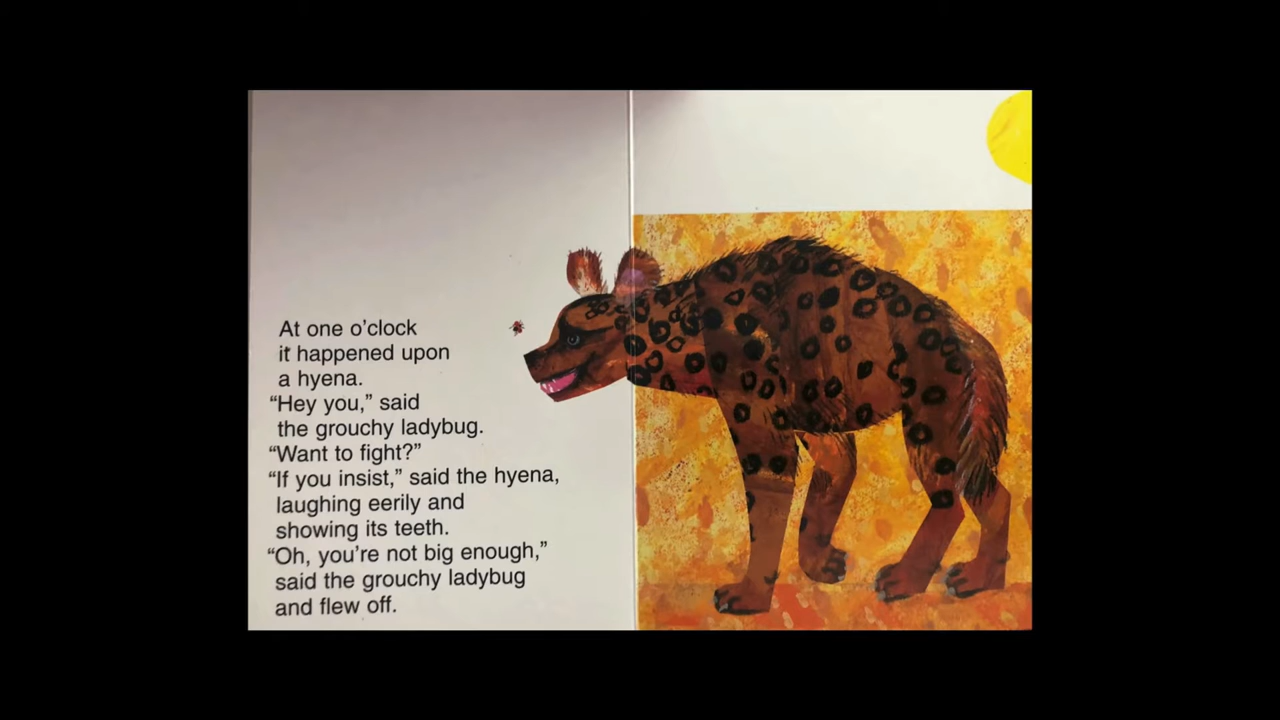 At one o'clock
it happened upon
a hyena.
“Hey you,” said
the grouchy ladybug.
“Want to fight?”
“If you insist,” said the hyena,
laughing eerily and
showing its teeth.
“Oh, you're not big enough,”
said the grouchy ladybug
and flew off.